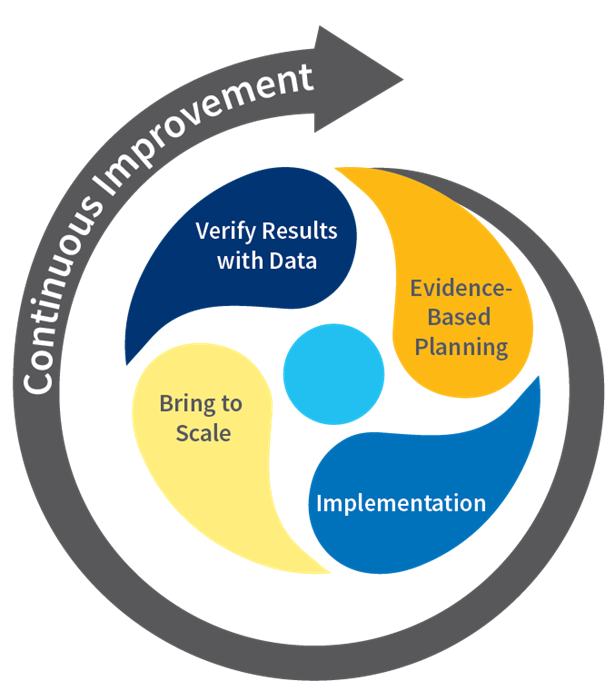 Continuous Improvement
Verify Results
with Data
Evidence-
Based
Planning
Bring to
Scale
Implementation